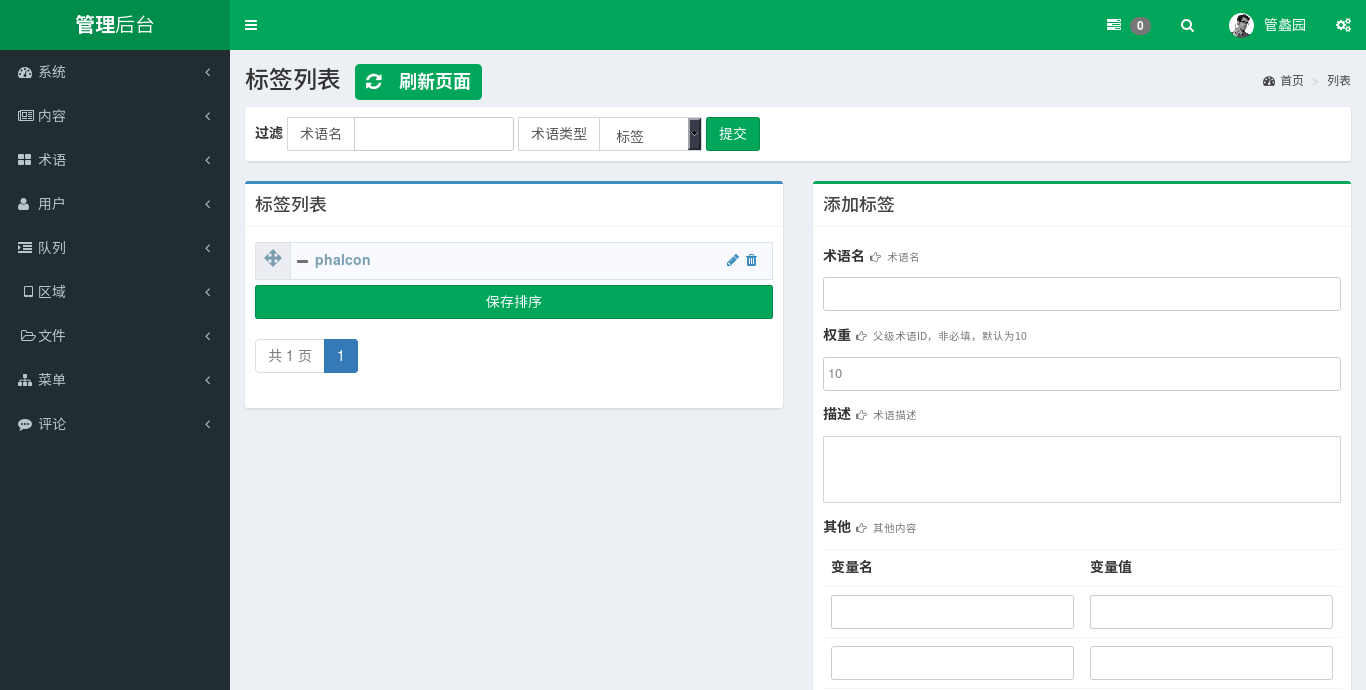 管理后台
0
管蠡园
系统
内容
术语
用户
队列
区域
文件
菜单
评论
标签列表 刷新页面
首页 > 列表
过滤 术语名 术语类型 标签 提交
标签列表
phalcon
保存排序
共 1 页 1
添加标签
术语名 术语名
权重 父级术语ID，非必填，默认为10
10
描述 术语描述
其他 其他内容
变量名 变量值